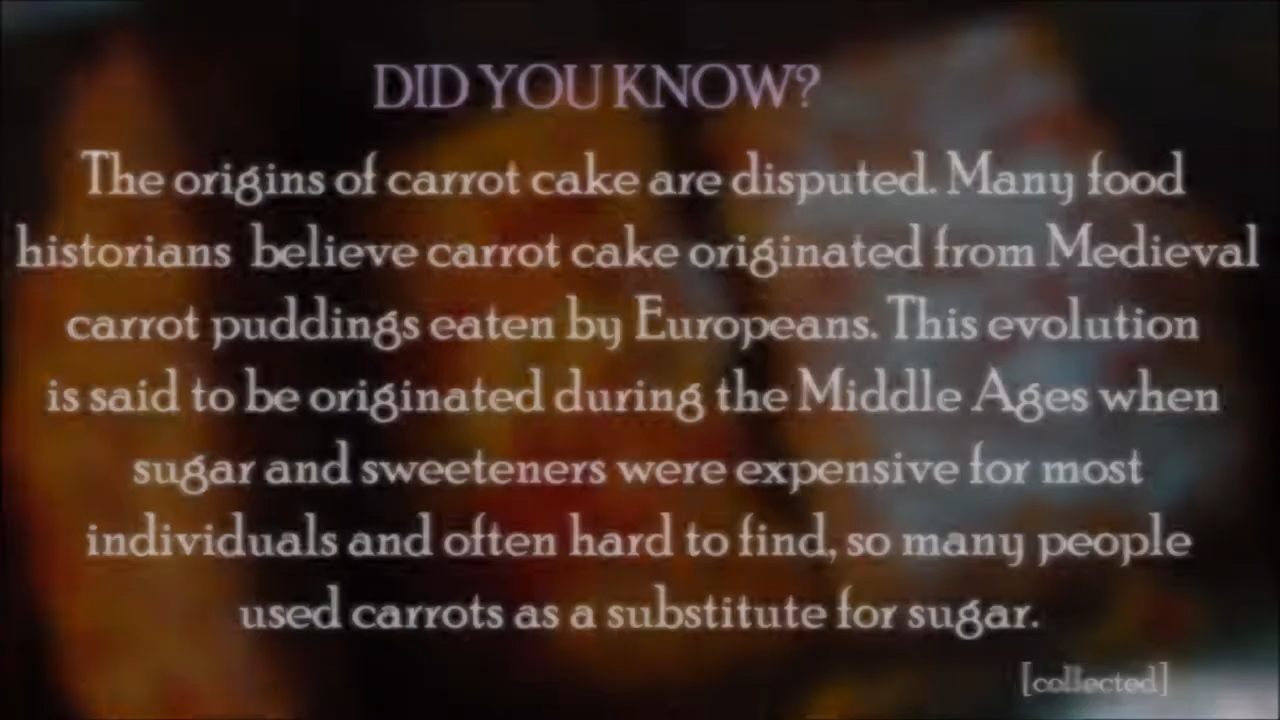 DID YOU KNOW?
The origins of carrot cake are disputed. Many food
historians believe carrot cake originated from Medieval
carrot puddings eaten by Europeans. This evolution
is said to be originated during the Middle Ages when
sugar and sweeteners were expensive for most
individuals and often hard to find, so many people
used carrots as a substitute for sugar.
[collected]